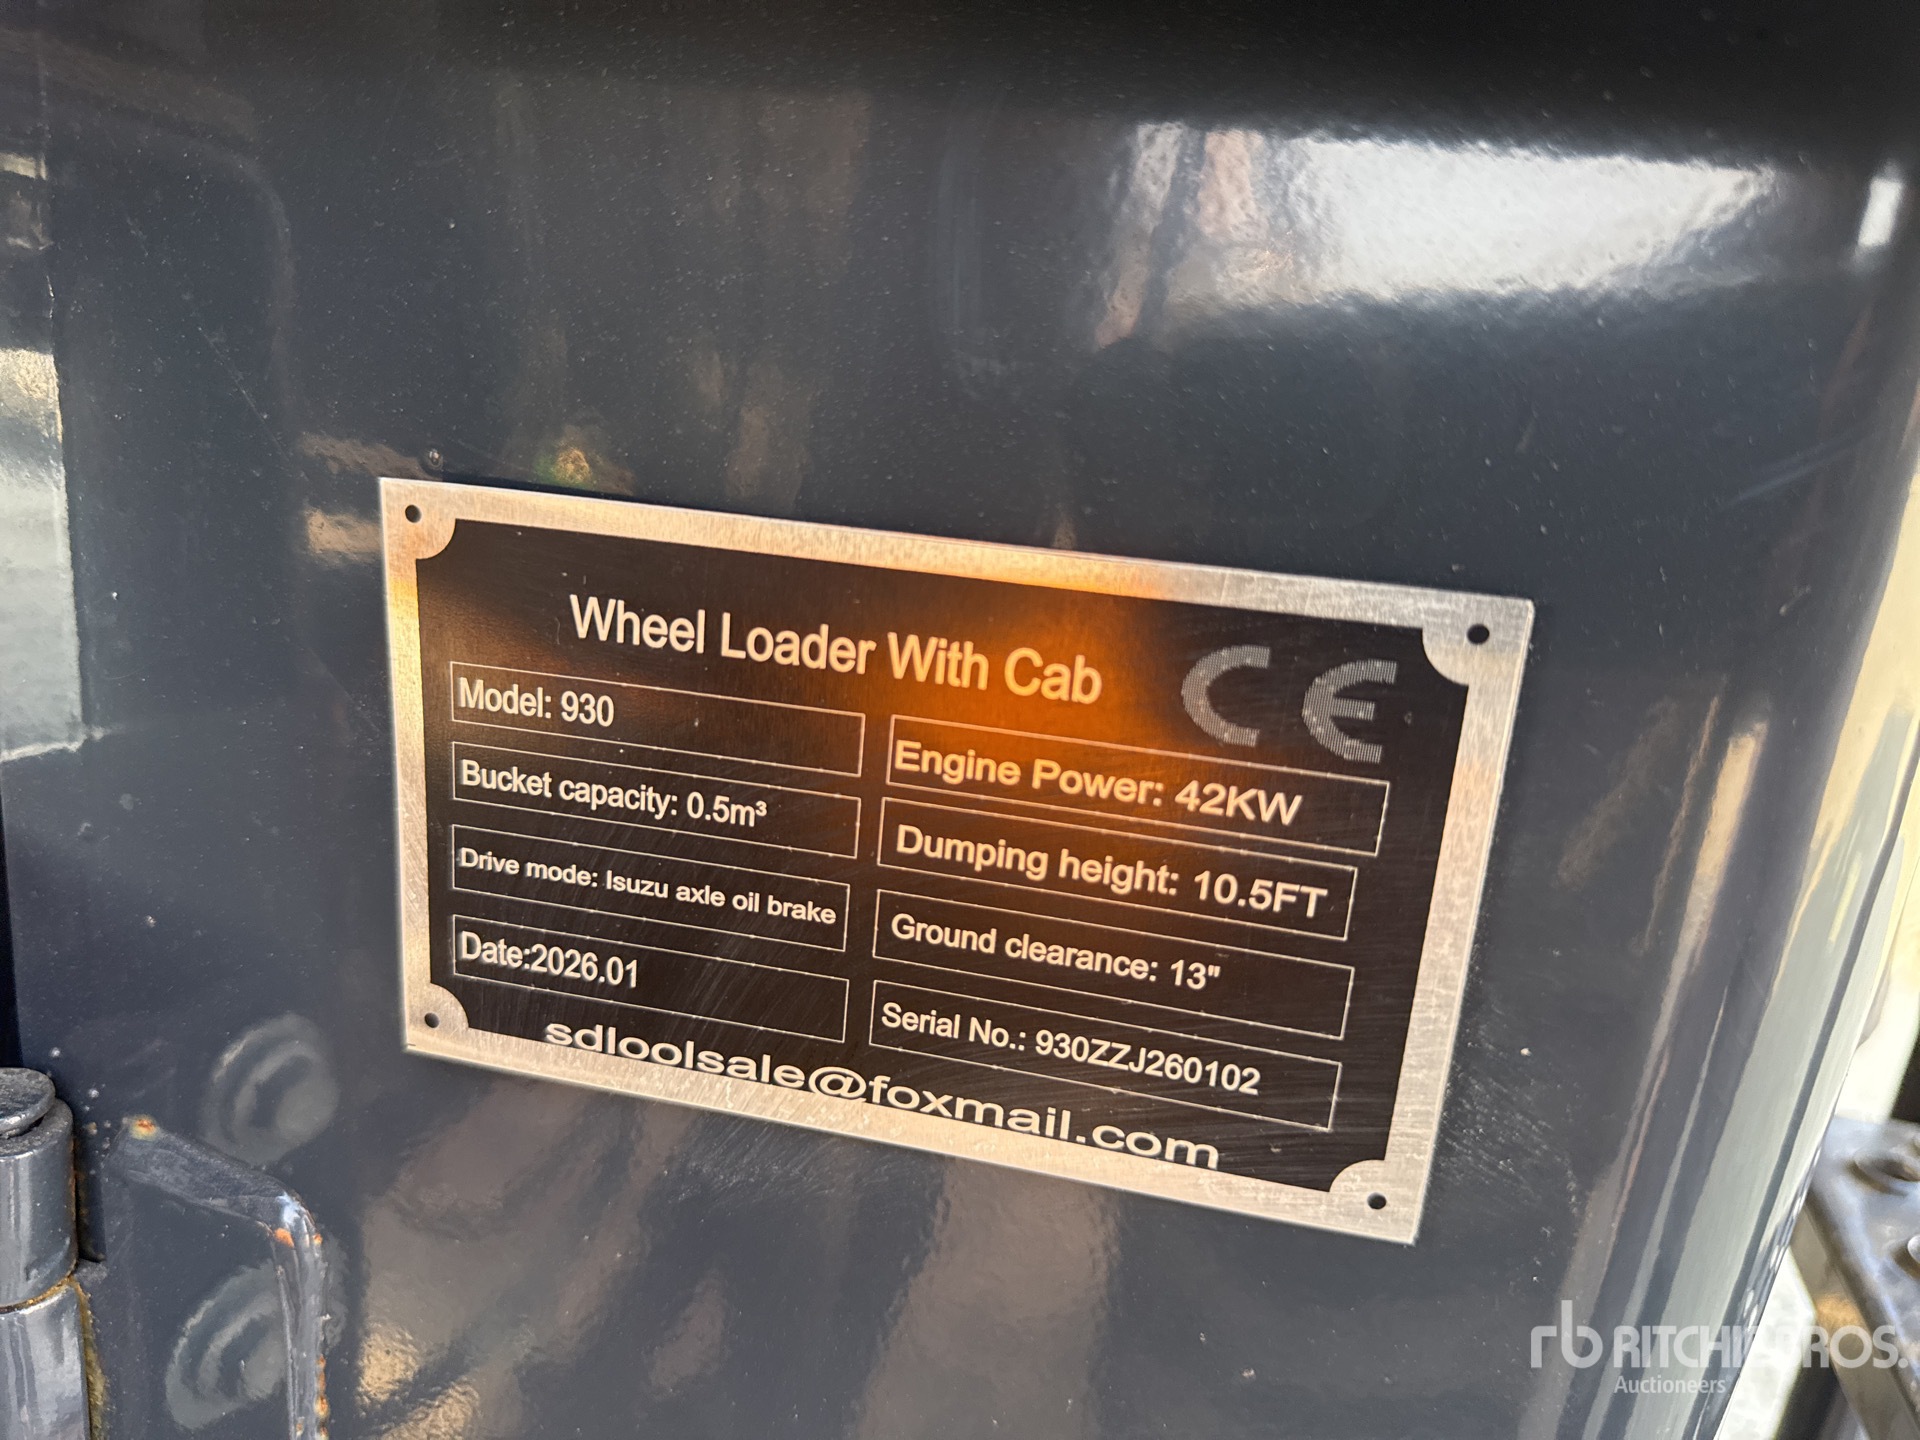 Wheel Loader With Cab
CE
Model: 930
Engine Power: 42KW
Bucket capacity: 0.5m³
Dumping height: 10.5FT
Drive mode: Isuzu axle oil brake
Ground clearance: 13"
Date:2026.01
Serial No.: 930ZZJ260102
sdloolsale@foxmail.com
rb RITCHIE BROS.
Auctioneers